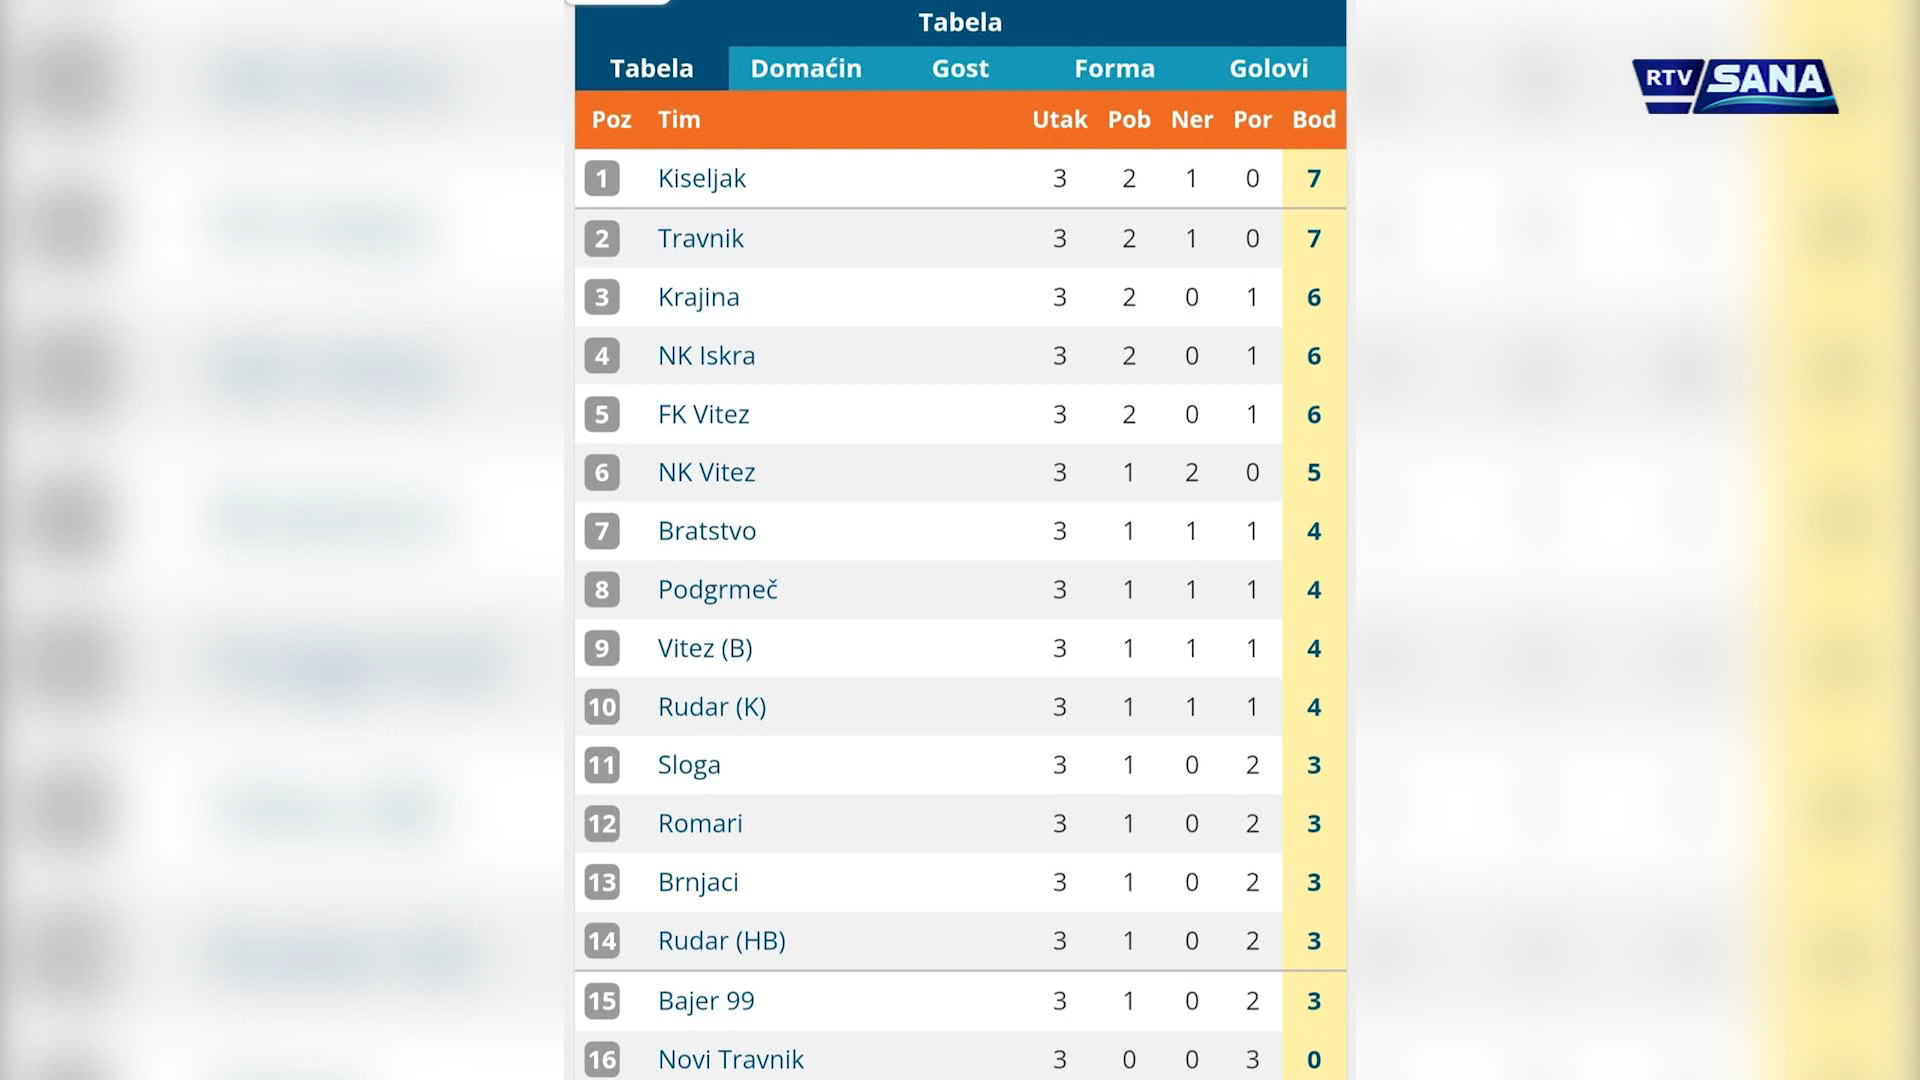 Tabela
Tabela Domaćin Gost Forma Golovi
Poz Tim Utak Pob Ner Por Bod
1 Kiseljak 3 2 1 0 7
2 Travnik 3 2 1 0 7
3 Krajina 3 2 0 1 6
4 NK Iskra 3 2 0 1 6
5 FK Vitez 3 2 0 1 6
6 NK Vitez 3 1 2 0 5
7 Bratstvo 3 1 1 1 4
8 Podgrmeč 3 1 1 1 4
9 Vitez (B) 3 1 1 1 4
10 Rudar (K) 3 1 1 1 4
11 Sloga 3 1 0 2 3
12 Romari 3 1 0 2 3
13 Brnjaci 3 1 0 2 3
14 Rudar (HB) 3 1 0 2 3
15 Bajer 99 3 1 0 2 3
16 Novi Travnik 3 0 0 3 0
RTV SANA